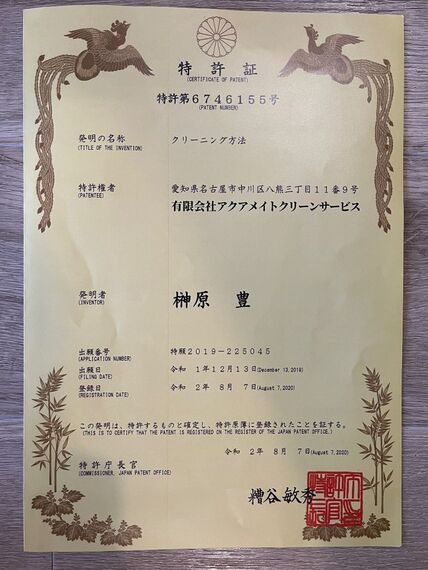 特許証
(CERTIFICATE OF PATENT)
特許第6746155号
(PATENT NUMBER)
発明の名称
(TITLE OF THE INVENTION)
クリーニング方法
特許権者
(PATENTEE)
愛知県名古屋市中川区八熊三丁目11番9号
有限会社アクアメイトクリーンサービス
発明者
(INVENTOR)
榊原 豊
出願番号
(APPLICATION NUMBER)
特願2019-225045
出願日
(FILING DATE)
令和 1年12月13日(December 13,2019)
登録日
(REGISTRATION DATE)
令和 2年 8月 7日(August 7,2020)
この発明は、特許するものと確定し、特許原簿に登録されたことを証する。
(THIS IS TO CERTIFY THAT THE PATENT IS REGISTERED ON THE REGISTER OF THE JAPAN PATENT OFFICE.)
令和 2年 8月 7日(August 7,2020)
特許庁長官
(COMMISSIONER, JAPAN PATENT OFFICE)
糟谷敏秀